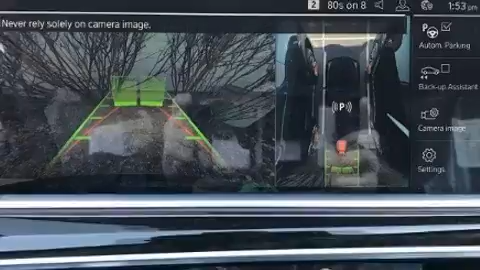 2 80s on 8 1:53 pm
Never rely solely on camera image.
P
Autom. Parking
Back-up Assistant
Camera image
Settings
P